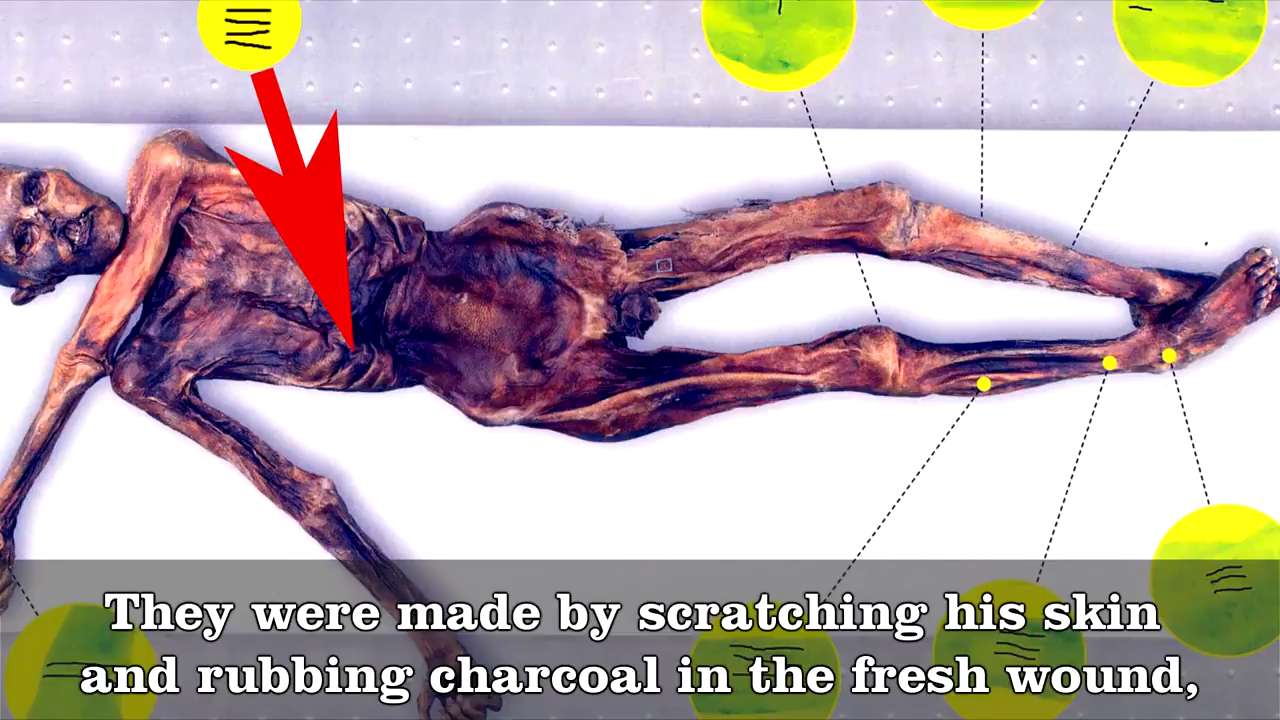 They were made by scratching his skin
and rubbing charcoal in the fresh wound,